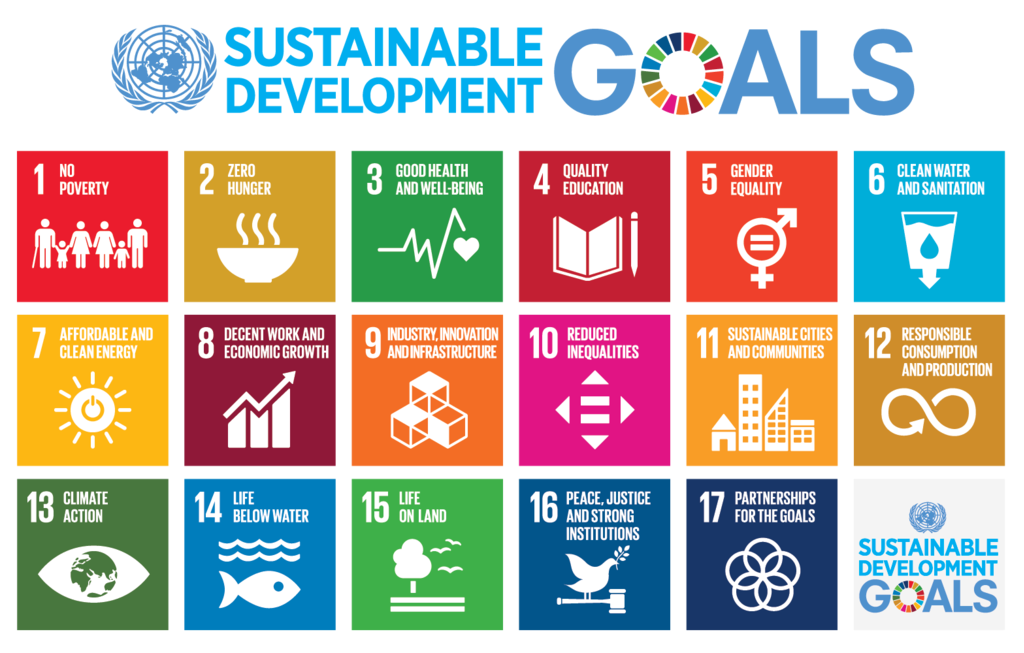 SUSTAINABLE
DEVELOPMENT
GOALS
1 NO
POVERTY
2 ZERO
HUNGER
3 GOOD HEALTH
AND WELL-BEING
4 QUALITY
EDUCATION
5 GENDER
EQUALITY
6 CLEAN WATER
AND SANITATION
7 AFFORDABLE AND
CLEAN ENERGY
8 DECENT WORK AND
ECONOMIC GROWTH
9 INDUSTRY, INNOVATION
AND INFRASTRUCTURE
10 REDUCED
INEQUALITIES
11 SUSTAINABLE CITIES
AND COMMUNITIES
12 RESPONSIBLE
CONSUMPTION
AND PRODUCTION
13 CLIMATE
ACTION
14 LIFE
BELOW WATER
15 LIFE
ON LAND
16 PEACE, JUSTICE
AND STRONG
INSTITUTIONS
17 PARTNERSHIPS
FOR THE GOALS
SUSTAINABLE
DEVELOPMENT
GOALS